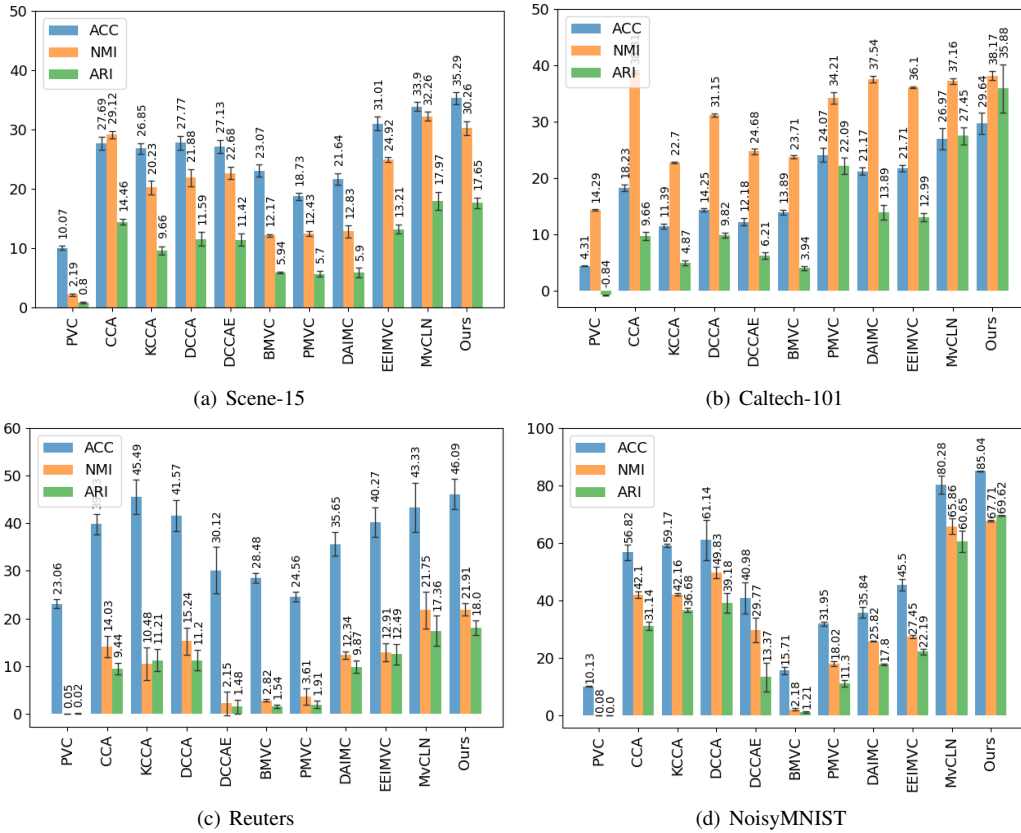 50
40
30
20
10
0
ACC
NMI
ARI
10.07
2.19
0.8
27.69
29.12
14.46
26.85
20.23
9.66
27.77
21.88
11.59
27.13
22.68
11.42
23.07
12.17
5.94
18.73
12.43
5.7
21.64
12.83
5.9
31.01
24.92
13.21
33.9
32.26
17.97
35.29
30.26
17.65
PVC
CCA
KCCA
DCCA
DCCAE
BMVC
PMVC
DAIMC
EEIMVC
MvCLN
Ours
(a) Scene-15
50
40
30
20
10
0
ACC
NMI
ARI
4.31
14.29
-0.84
18.23
9.66
11.39
22.7
4.87
14.25
31.15
9.82
12.18
24.68
6.21
13.89
23.71
3.94
24.07
34.21
22.09
21.17
37.54
13.89
21.71
36.1
12.99
26.97
37.16
27.45
29.64
38.17
35.88
PVC
CCA
KCCA
DCCA
DCCAE
BMVC
PMVC
DAIMC
EEIMVC
MvCLN
Ours
(b) Caltech-101
60
50
40
30
20
10
0
ACC
NMI
ARI
23.06
0.05
0.02
14.03
9.44
45.49
10.48
11.21
41.57
15.24
11.2
30.12
2.15
1.48
28.48
2.82
1.54
24.56
3.61
1.91
35.65
12.34
9.87
40.27
12.91
12.49
43.33
21.75
17.36
46.09
21.91
18.0
PVC
CCA
KCCA
DCCA
DCCAE
BMVC
PMVC
DAIMC
EEIMVC
MvCLN
Ours
(c) Reuters
100
80
60
40
20
0
ACC
NMI
ARI
10.13
0.08
0.0
56.82
42.1
31.14
59.17
42.16
36.68
61.14
49.83
39.18
40.98
29.77
13.37
15.71
2.18
1.21
31.95
18.02
11.3
35.84
25.82
17.8
45.5
27.45
22.19
80.28
65.86
60.65
85.04
67.71
69.62
PVC
CCA
KCCA
DCCA
DCCAE
BMVC
PMVC
DAIMC
EEIMVC
MvCLN
Ours
(d) NoisyMNIST